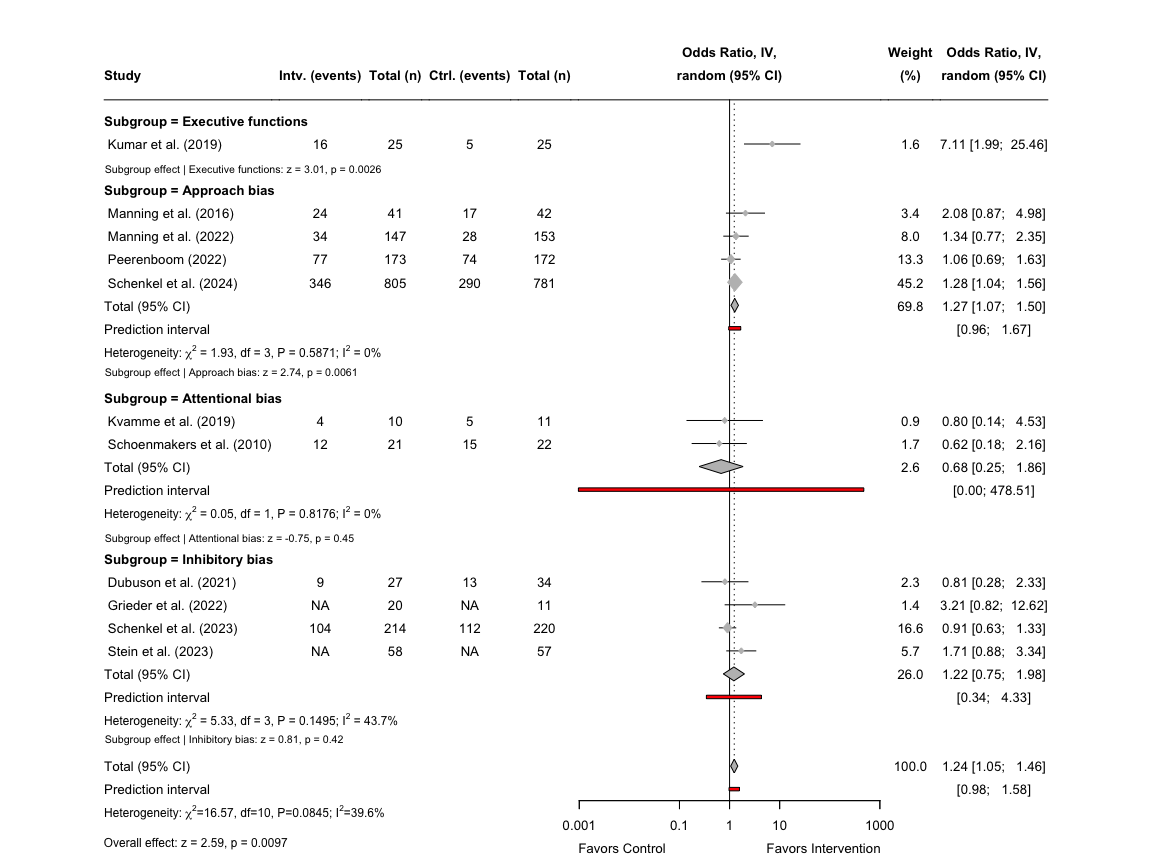 Odds Ratio, IV, Weight Odds Ratio, IV,
Study Intv. (events) Total (n) Ctrl. (events) Total (n) random (95% CI) (%) random (95% CI)
Subgroup = Executive functions
Kumar et al. (2019) 16 25 5 25 1.6 7.11 [1.99; 25.46]
Subgroup effect | Executive functions: z = 3.01, p = 0.0026
Subgroup = Approach bias
Manning et al. (2016) 24 41 17 42 3.4 2.08 [0.87; 4.98]
Manning et al. (2022) 34 147 28 153 8.0 1.34 [0.77; 2.35]
Peerenboom (2022) 77 173 74 172 13.3 1.06 [0.69; 1.63]
Schenkel et al. (2024) 346 805 290 781 45.2 1.28 [1.04; 1.56]
Total (95% CI) 69.8 1.27 [1.07; 1.50]
Prediction interval [0.96; 1.67]
Heterogeneity: χ² = 1.93, df = 3, P = 0.5871; I² = 0%
Subgroup effect | Approach bias: z = 2.74, p = 0.0061
Subgroup = Attentional bias
Kvamme et al. (2019) 4 10 5 11 0.9 0.80 [0.14; 4.53]
Schoenmakers et al. (2010) 12 21 15 22 1.7 0.62 [0.18; 2.16]
Total (95% CI) 2.6 0.68 [0.25; 1.86]
Prediction interval [0.00; 478.51]
Heterogeneity: χ² = 0.05, df = 1, P = 0.8176; I² = 0%
Subgroup effect | Attentional bias: z = -0.75, p = 0.45
Subgroup = Inhibitory bias
Dubuson et al. (2021) 9 27 13 34 2.3 0.81 [0.28; 2.33]
Grieder et al. (2022) NA 20 NA 11 1.4 3.21 [0.82; 12.62]
Schenkel et al. (2023) 104 214 112 220 16.6 0.91 [0.63; 1.33]
Stein et al. (2023) NA 58 NA 57 5.7 1.71 [0.88; 3.34]
Total (95% CI) 26.0 1.22 [0.75; 1.98]
Prediction interval [0.34; 4.33]
Heterogeneity: χ² = 5.33, df = 3, P = 0.1495; I² = 43.7%
Subgroup effect | Inhibitory bias: z = 0.81, p = 0.42
Total (95% CI) 100.0 1.24 [1.05; 1.46]
Prediction interval [0.98; 1.58]
Heterogeneity: χ²=16.57, df=10, P=0.0845; I²=39.6%
0.001 0.1 1 10 1000
Overall effect: z = 2.59, p = 0.0097
Favors Control Favors Intervention